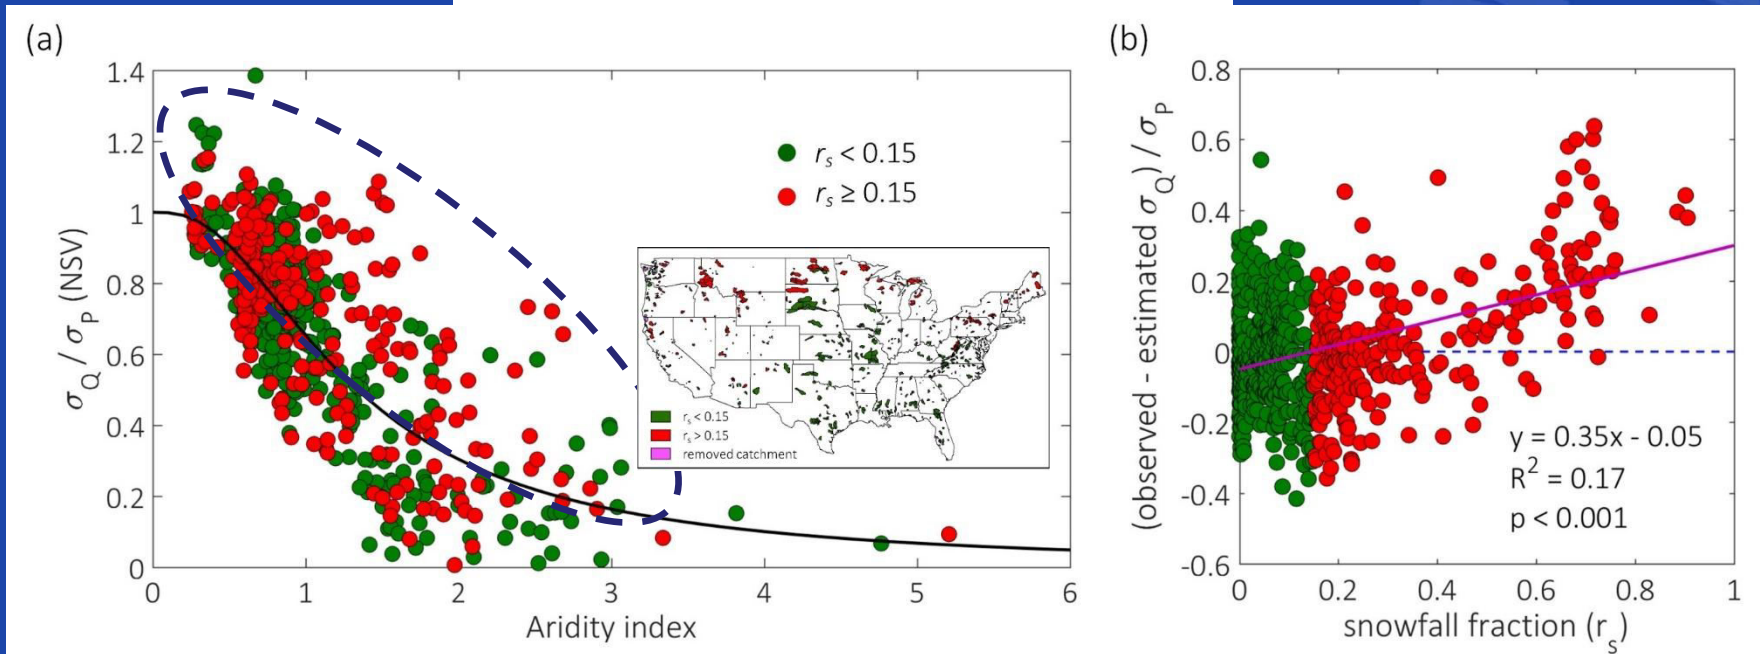 (a)
1.4
1.2
1
0.8
0.6
0.4
0.2
0
σQ / σP (NSV)
rs < 0.15
rs ≥ 0.15
rs < 0.15
rs > 0.15
removed catchment
0 1 2 3 4 5 6
Aridity index
(b)
0.8
0.6
0.4
0.2
0
-0.2
-0.4
-0.6
(observed - estimated σQ) / σP
y = 0.35x - 0.05
R² = 0.17
p < 0.001
0 0.2 0.4 0.6 0.8 1
snowfall fraction (rs)